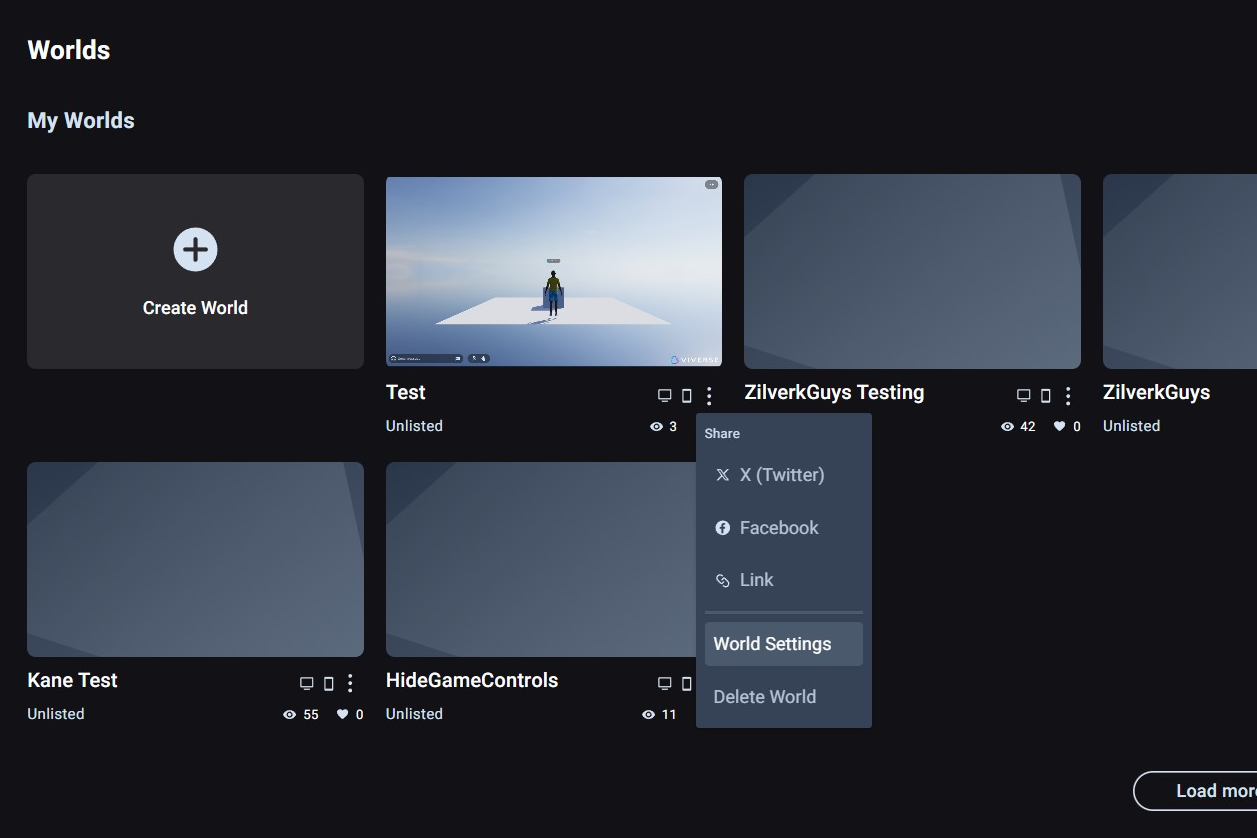 Worlds
My Worlds
Create World
VIVERSE
Test
Unlisted
3
ZilverkGuys Testing
42
0
ZilverkGuys
Unlisted
Share
X (Twitter)
Facebook
Link
World Settings
Delete World
Kane Test
Unlisted
55
0
HideGameControls
Unlisted
11
Load mor